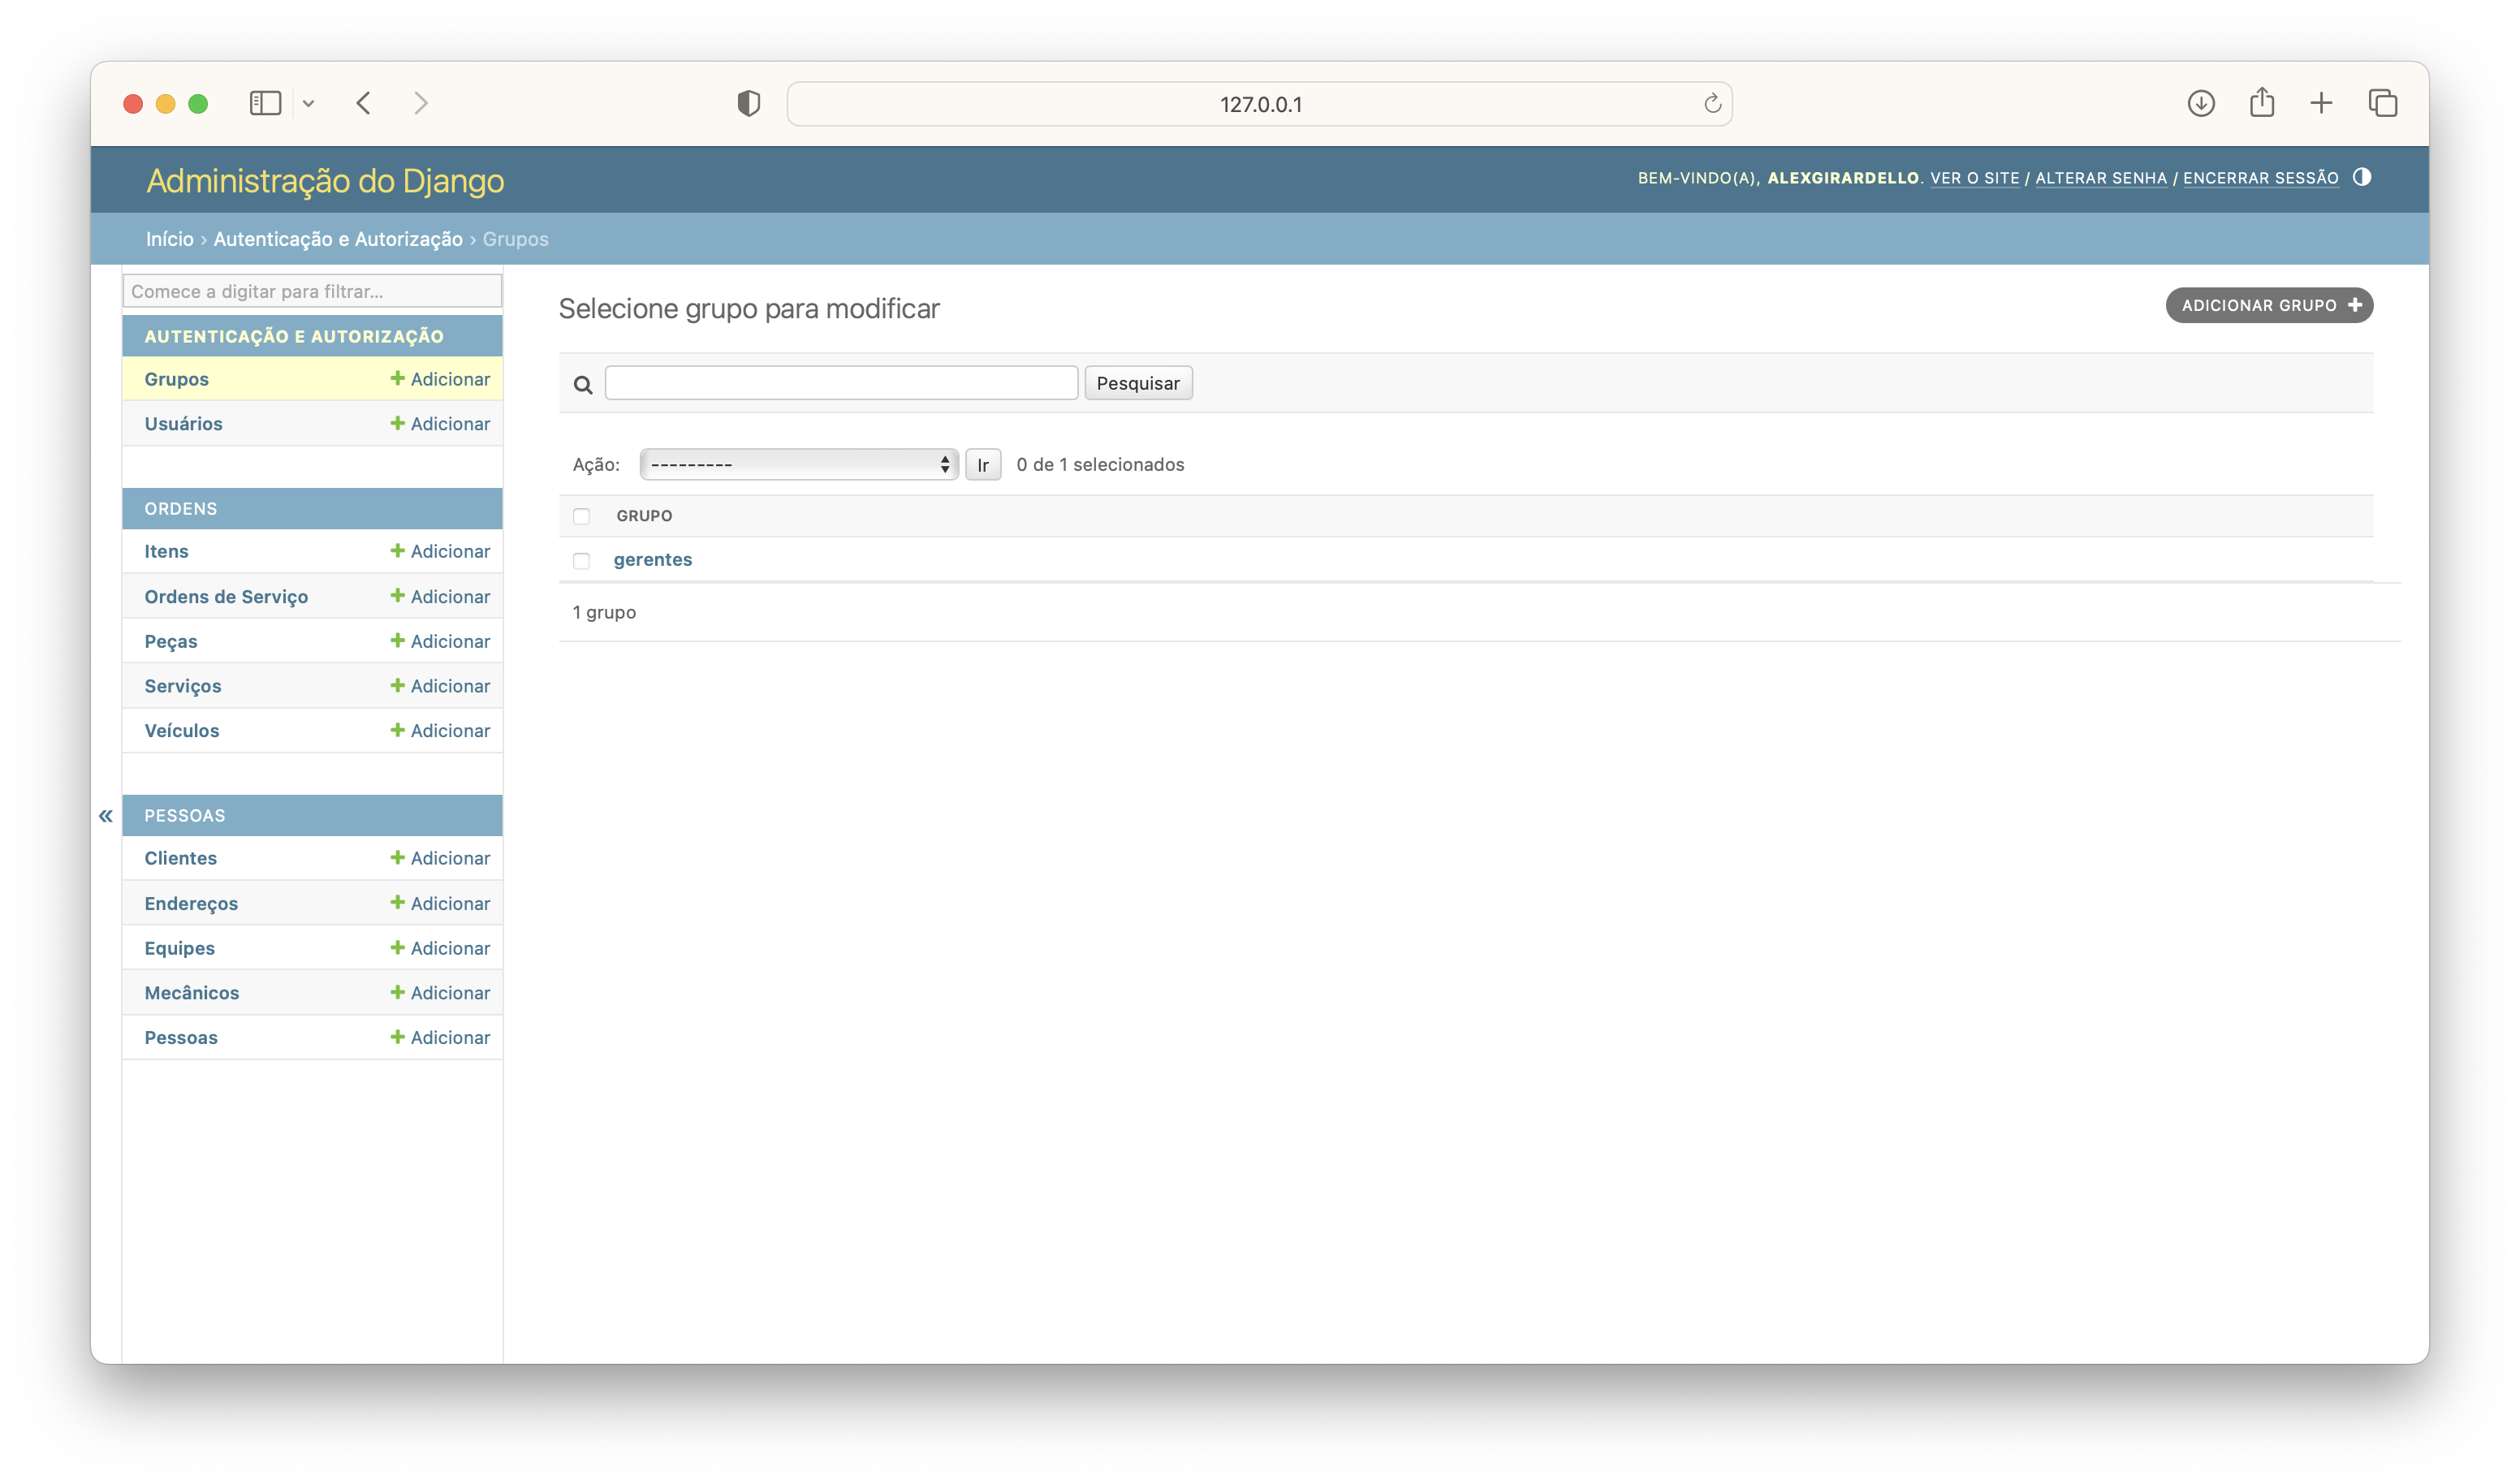 127.0.0.1
Administração do Django
BEM-VINDO(A), ALEXGIRARDELLO. VER O SITE / ALTERAR SENHA / ENCERRAR SESSÃO
Início › Autenticação e Autorização › Grupos
Comece a digitar para filtrar...
AUTENTICAÇÃO E AUTORIZAÇÃO
Grupos + Adicionar
Usuários + Adicionar
ORDENS
Itens + Adicionar
Ordens de Serviço + Adicionar
Peças + Adicionar
Serviços + Adicionar
Veículos + Adicionar
«
PESSOAS
Clientes + Adicionar
Endereços + Adicionar
Equipes + Adicionar
Mecânicos + Adicionar
Pessoas + Adicionar
Selecione grupo para modificar
ADICIONAR GRUPO +
Pesquisar
Ação: --------- Ir 0 de 1 selecionados
GRUPO
gerentes
1 grupo